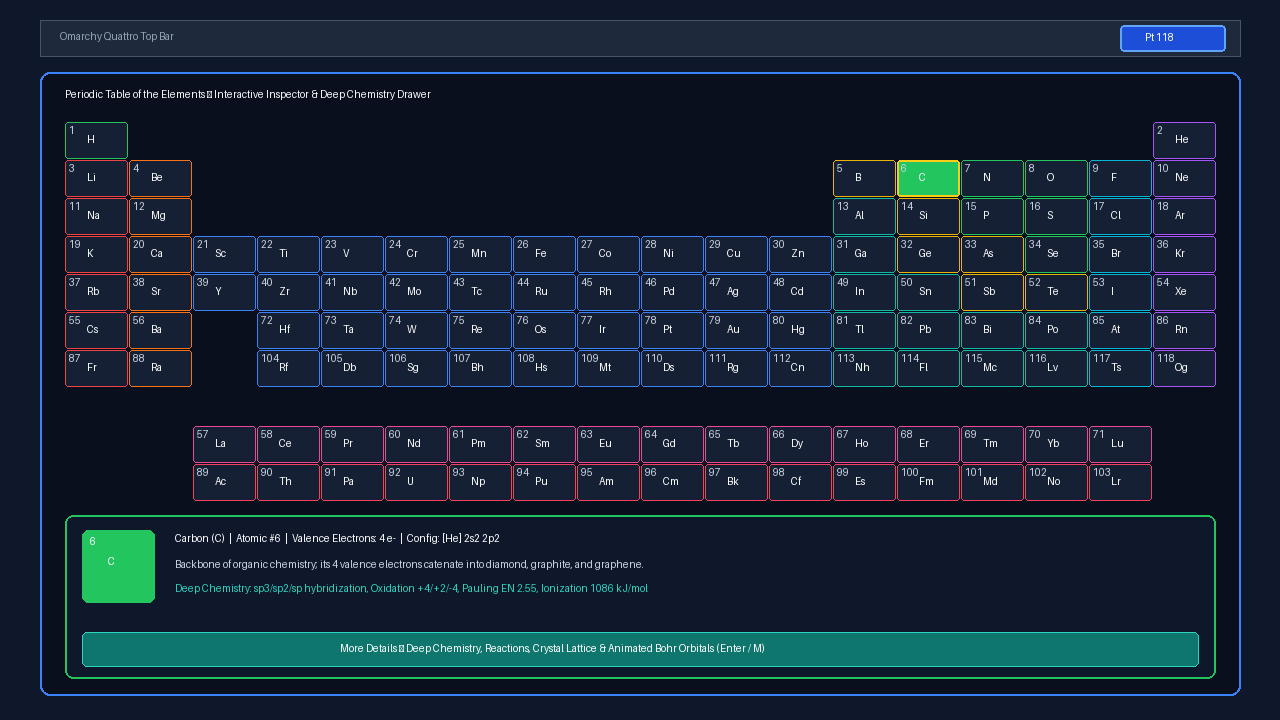 Omarchy Quattro Top Bar
Pt 118
Periodic Table of the Elements Interactive Inspector & Deep Chemistry Drawer
1 H 2 He
3 Li 4 Be 5 B 6 C 7 N 8 O 9 F 10 Ne
11 Na 12 Mg 13 Al 14 Si 15 P 16 S 17 Cl 18 Ar
19 K 20 Ca 21 Sc 22 Ti 23 V 24 Cr 25 Mn 26 Fe 27 Co 28 Ni 29 Cu 30 Zn 31 Ga 32 Ge 33 As 34 Se 35 Br 36 Kr
37 Rb 38 Sr 39 Y 40 Zr 41 Nb 42 Mo 43 Tc 44 Ru 45 Rh 46 Pd 47 Ag 48 Cd 49 In 50 Sn 51 Sb 52 Te 53 I 54 Xe
55 Cs 56 Ba 72 Hf 73 Ta 74 W 75 Re 76 Os 77 Ir 78 Pt 79 Au 80 Hg 81 Tl 82 Pb 83 Bi 84 Po 85 At 86 Rn
87 Fr 88 Ra 104 Rf 105 Db 106 Sg 107 Bh 108 Hs 109 Mt 110 Ds 111 Rg 112 Cn 113 Nh 114 Fl 115 Mc 116 Lv 117 Ts 118 Og
57 La 58 Ce 59 Pr 60 Nd 61 Pm 62 Sm 63 Eu 64 Gd 65 Tb 66 Dy 67 Ho 68 Er 69 Tm 70 Yb 71 Lu
89 Ac 90 Th 91 Pa 92 U 93 Np 94 Pu 95 Am 96 Cm 97 Bk 98 Cf 99 Es 100 Fm 101 Md 102 No 103 Lr
6
C
Carbon (C) | Atomic #6 | Valence Electrons: 4 e- | Config: [He] 2s2 2p2
Backbone of organic chemistry; its 4 valence electrons catenate into diamond, graphite, and graphene.
Deep Chemistry: sp3/sp2/sp hybridization, Oxidation +4/+2/-4, Pauling EN 2.55, Ionization 1086 kJ/mol
More Details Deep Chemistry, Reactions, Crystal Lattice & Animated Bohr Orbitals (Enter / M)